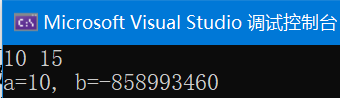 Microsoft Visual Studio 调试控制台
10 15
a=10, b=-858993460